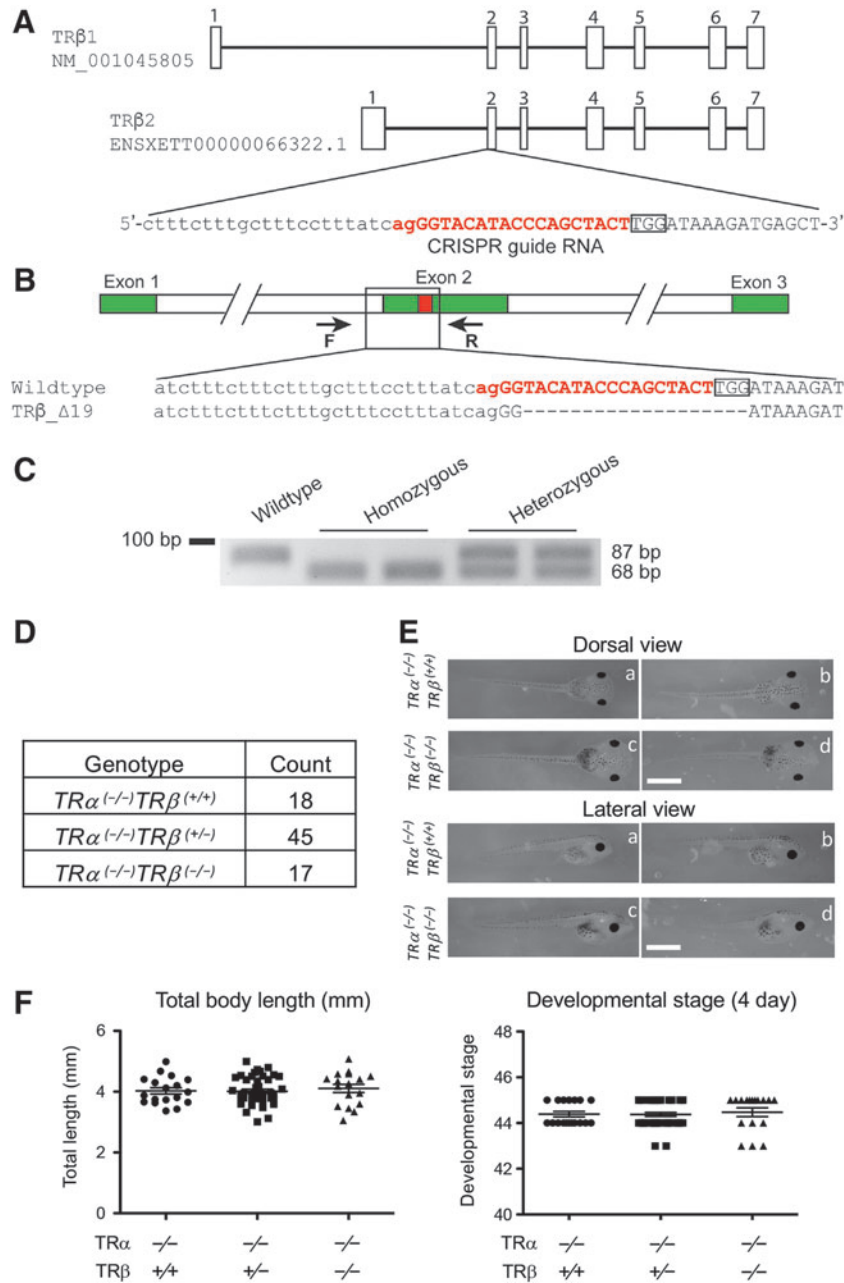 A
TRβ1
NM_001045805
1 2 3 4 5 6 7
TRβ2
ENSXETT00000066322.1
1 2 3 4 5 6 7
5'-ctttctttgctttcctttatcagGGTACATACCCAGCTACTTGGATAAAGATGAGCT-3'
CRISPR guide RNA
B
Exon 1 Exon 2 Exon 3
F R
Wildtype atctttctttctttgctttcctttatcagGGTACATACCCAGCTACTTGGATAAAGAT
TRβ_Δ19 atctttctttctttgctttcctttatcagGG-------------------ATAAAGAT
C
Wildtype Homozygous Heterozygous
100 bp
87 bp
68 bp
D
Genotype Count
TRα(-/-)TRβ(+/+) 18
TRα(-/-)TRβ(+/-) 45
TRα(-/-)TRβ(-/-) 17
E
Dorsal view
TRα(-/-) TRβ(+/+) a b
TRα(-/-) TRβ(-/-) c d
Lateral view
TRα(-/-) TRβ(+/+) a b
TRα(-/-) TRβ(-/-) c d
F
Total body length (mm)
Total length (mm)
6
4
2
0
TRα -/- -/- -/-
TRβ +/+ +/- -/-
Developmental stage (4 day)
Developmental stage
48
46
44
42
40
TRα -/- -/- -/-
TRβ +/+ +/- -/-